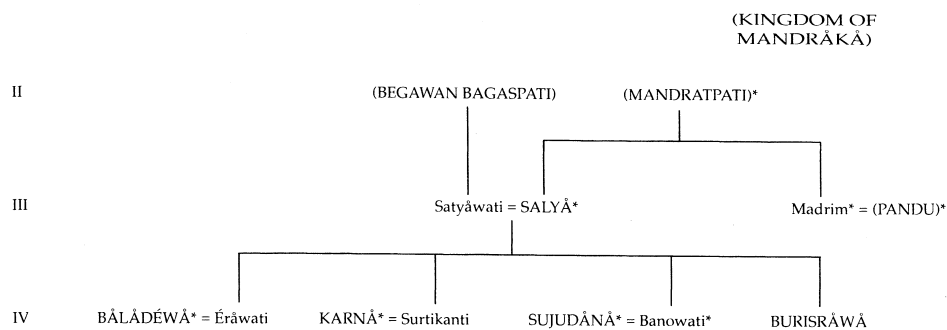 (KINGDOM OF
MANDRÅKÅ)
II (BEGAWAN BAGASPATI) (MANDRATPATI)*
III Satyåwati = SALYÅ* Madrim* = (PANDU)*
IV BÅLÅDÉWÅ* = Éråwati KARNÅ* = Surtikanti SUJUDÅNÅ* = Banowati* BURISRÅWÅ